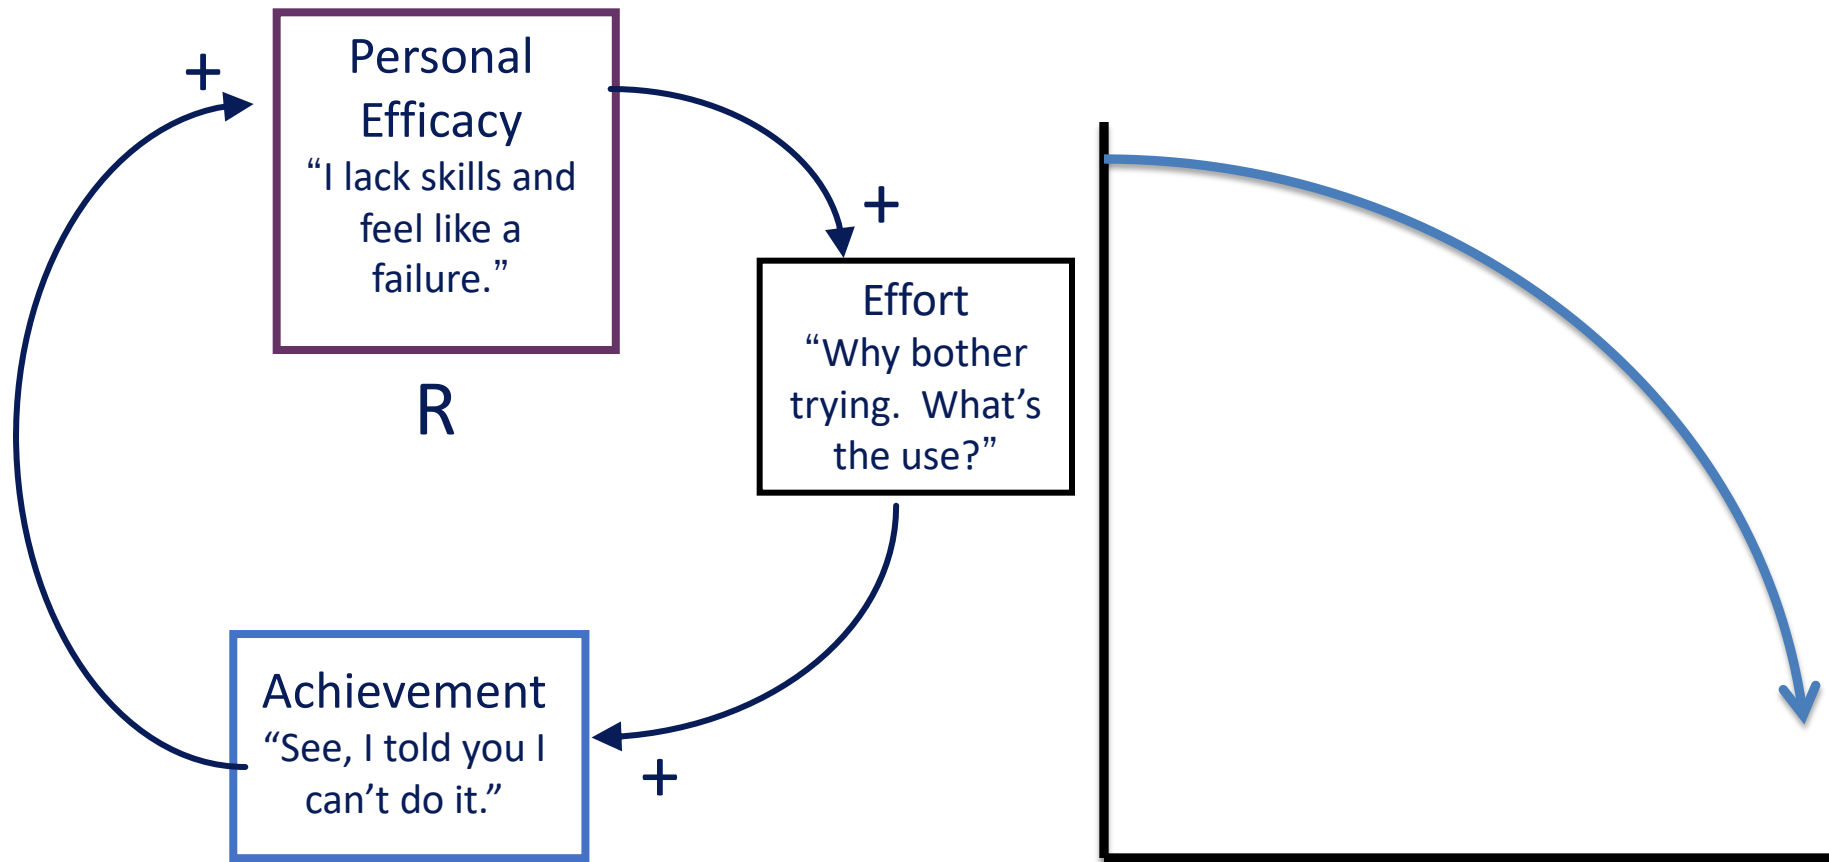 +
Personal
Efficacy
“I lack skills and
feel like a
failure.”
+
R
Effort
“Why bother
trying.  What’s
the use?”
Achievement
“See, I told you I
can’t do it.”
+